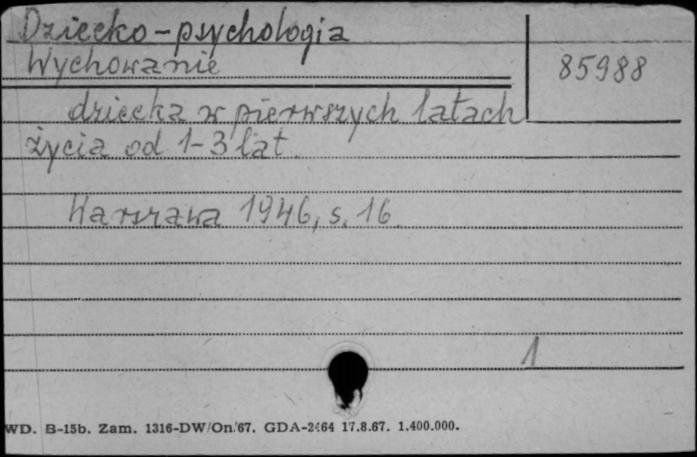 Dziecko-psychologia
Wychowanie
85988
dziecka w pierwszych latach
życia od 1-3 lat.
Warszawa 1946, s. 16.
1
WD. B-15b. Zam. 1316-DW/On/67. GDA-2464 17.8.67. 1.400.000.